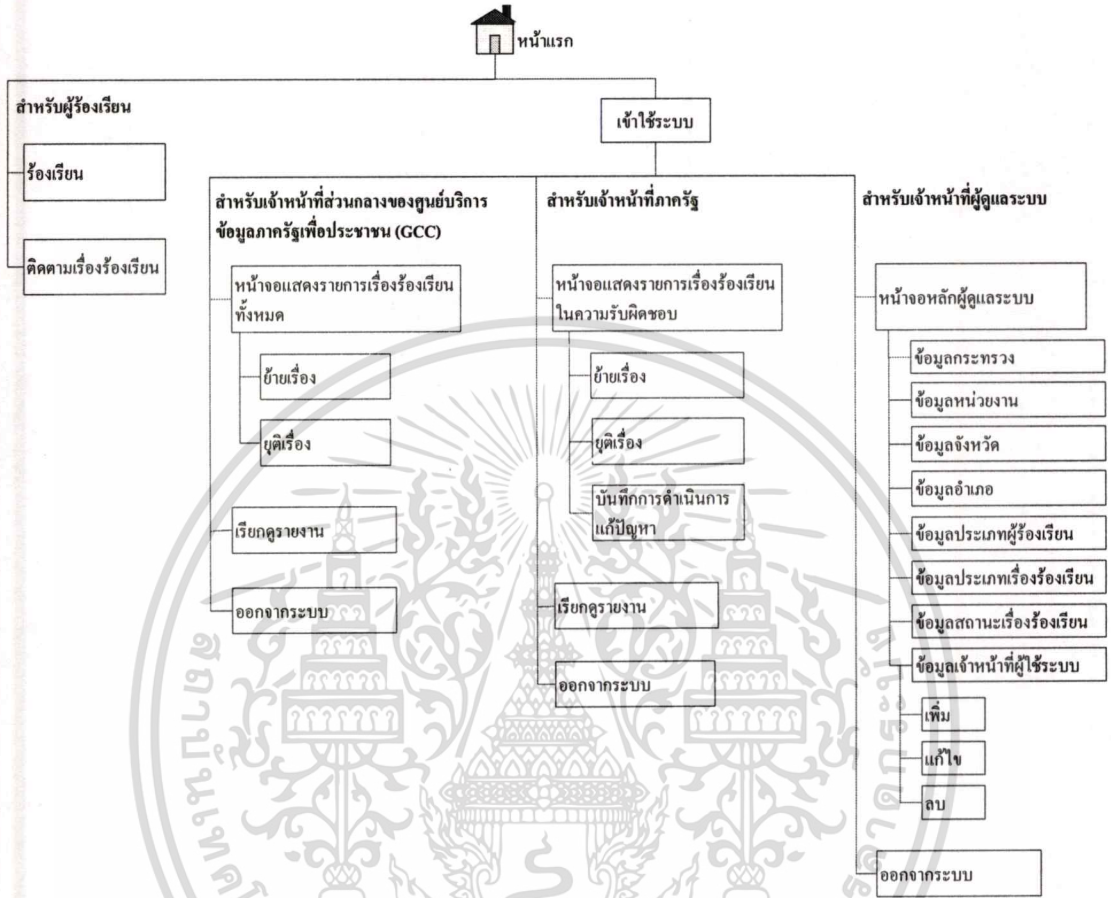 หน้าแรก
สำหรับผู้ร้องเรียน
ร้องเรียน
ติดตามเรื่องร้องเรียน
เข้าใช้ระบบ
สำหรับเจ้าหน้าที่ส่วนกลางของศูนย์บริการ
ข้อมูลภาครัฐเพื่อประชาชน (GCC)
หน้าจอแสดงรายการเรื่องร้องเรียน
ทั้งหมด
ย้ายเรื่อง
ยุติเรื่อง
เรียกดูรายงาน
ออกจากระบบ
สำหรับเจ้าหน้าที่ภาครัฐ
หน้าจอแสดงรายการเรื่องร้องเรียน
ในความรับผิดชอบ
ย้ายเรื่อง
ยุติเรื่อง
บันทึกการดำเนินการ
แก้ปัญหา
เรียกดูรายงาน
ออกจากระบบ
สำหรับเจ้าหน้าที่ผู้ดูแลระบบ
หน้าจอหลักผู้ดูแลระบบ
ข้อมูลกระทรวง
ข้อมูลหน่วยงาน
ข้อมูลจังหวัด
ข้อมูลอำเภอ
ข้อมูลประเภทผู้ร้องเรียน
ข้อมูลประเภทเรื่องร้องเรียน
ข้อมูลสถานะเรื่องร้องเรียน
ข้อมูลเจ้าหน้าที่ผู้ใช้ระบบ
เพิ่ม
แก้ไข
ลบ
ออกจากระบบ